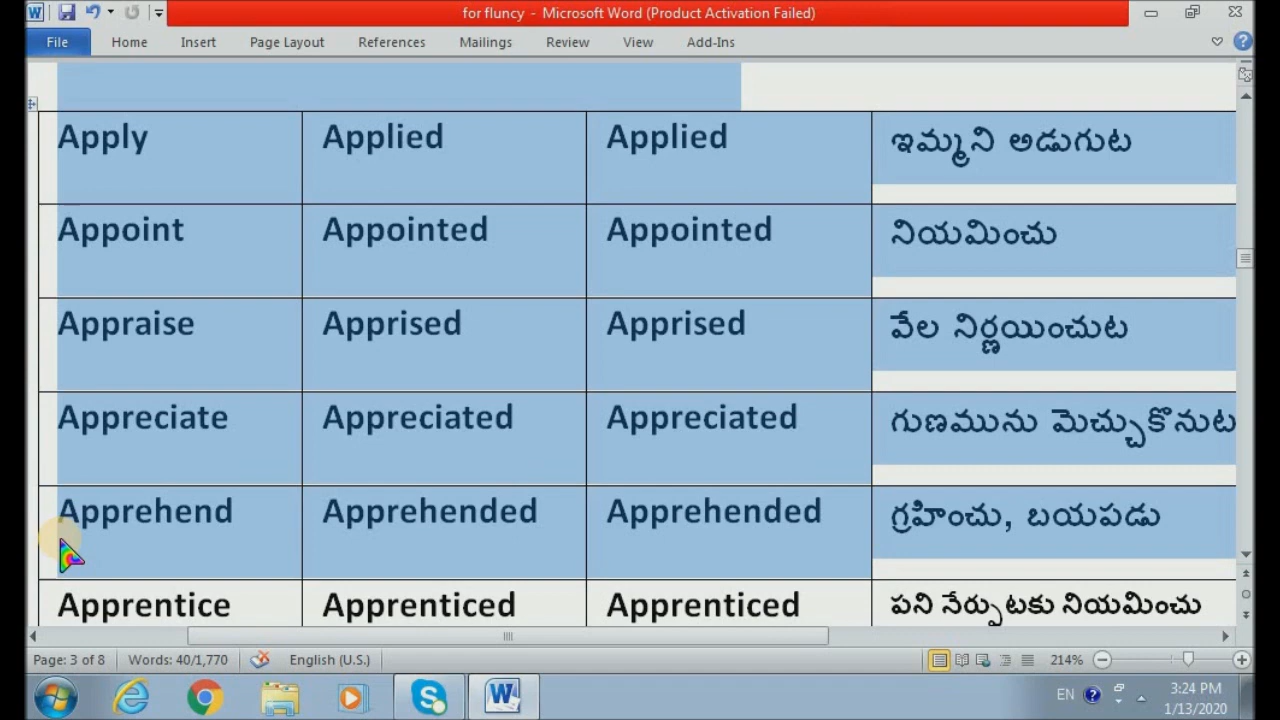 for fluncy - Microsoft Word (Product Activation Failed)
File Home Insert Page Layout References Mailings Review View Add-Ins
Apply Applied Applied ఇమ్మని అడుగుట
Appoint Appointed Appointed నియమించు
Appraise Apprised Apprised వేల నిర్ణయించుట
Appreciate Appreciated Appreciated గుణమును మెచ్చుకొనుట
Apprehend Apprehended Apprehended గ్రహించు, బయపడు
Apprentice Apprenticed Apprenticed పని నేర్పుటకు నియమించు
Page: 3 of 8 Words: 40/1,770 English (U.S.) 214%
EN 3:24 PM
1/13/2020